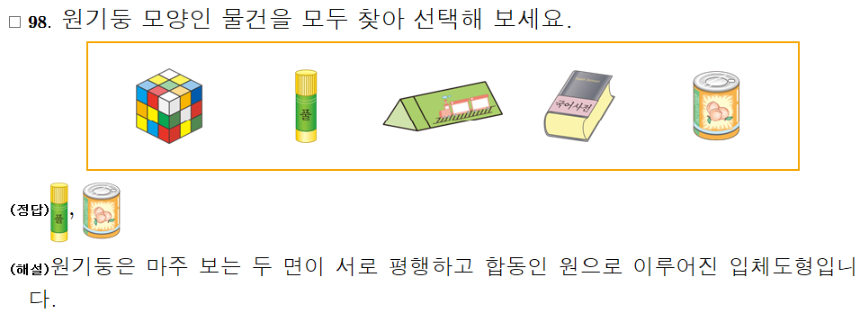 □ 98. 원기둥 모양인 물건을 모두 찾아 선택해 보세요.
풀
국어사전
(정답) 풀 ,
(해설)원기둥은 마주 보는 두 면이 서로 평행하고 합동인 원으로 이루어진 입체도형입니
다.